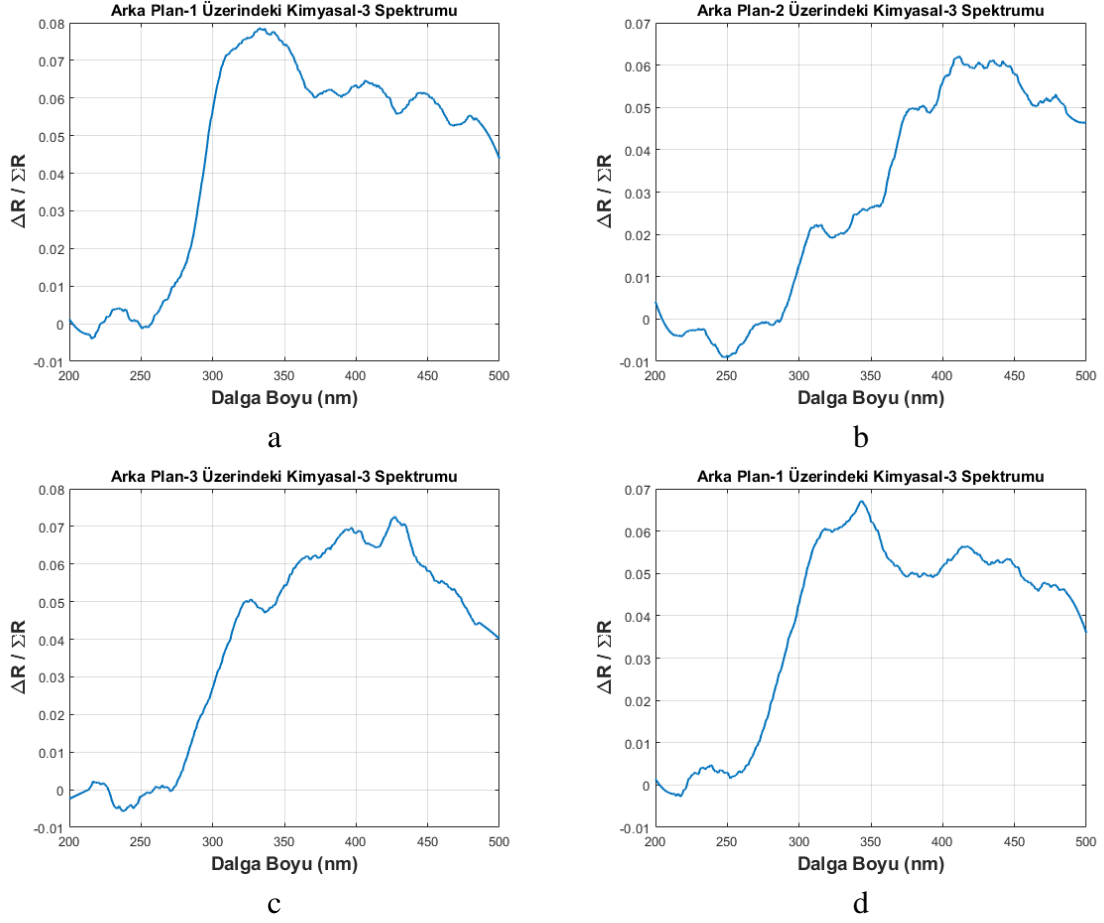 Arka Plan-1 Üzerindeki Kimyasal-3 Spektrumu
0.08
0.07
0.06
0.05
0.04
0.03
0.02
0.01
0
-0.01
ΔR / ΣR
200 250 300 350 400 450 500
Dalga Boyu (nm)
a
Arka Plan-2 Üzerindeki Kimyasal-3 Spektrumu
0.07
0.06
0.05
0.04
0.03
0.02
0.01
0
-0.01
ΔR / ΣR
200 250 300 350 400 450 500
Dalga Boyu (nm)
b
Arka Plan-3 Üzerindeki Kimyasal-3 Spektrumu
0.08
0.07
0.06
0.05
0.04
0.03
0.02
0.01
0
-0.01
ΔR / ΣR
200 250 300 350 400 450 500
Dalga Boyu (nm)
c
Arka Plan-1 Üzerindeki Kimyasal-3 Spektrumu
0.07
0.06
0.05
0.04
0.03
0.02
0.01
0
-0.01
ΔR / ΣR
200 250 300 350 400 450 500
Dalga Boyu (nm)
d